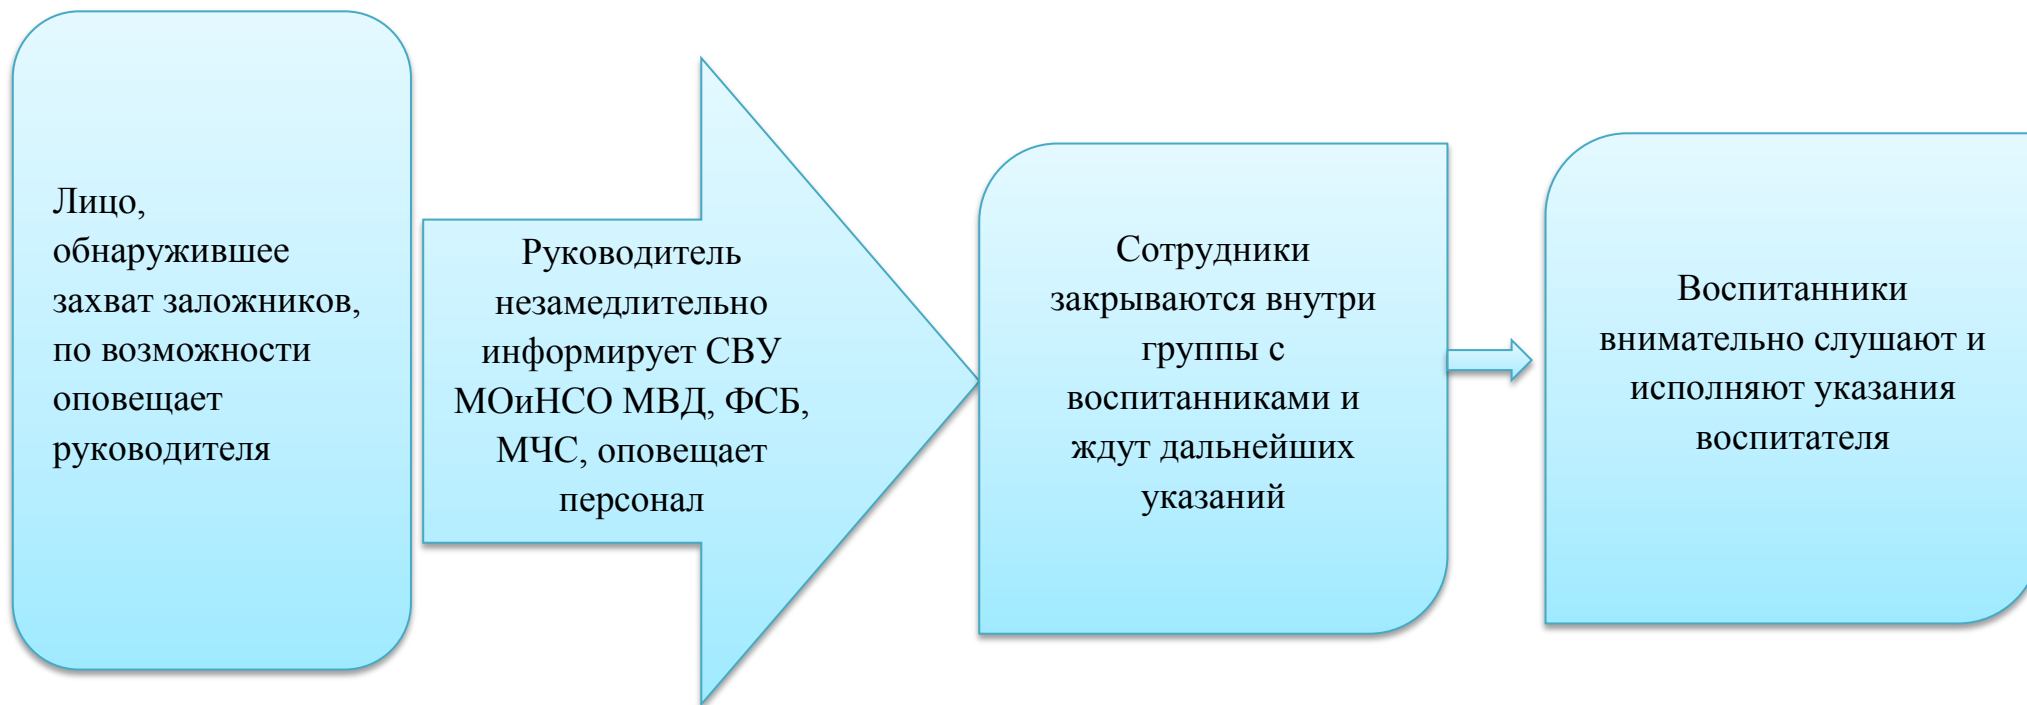 Лицо,
обнаружившее
захват заложников,
по возможности
оповещает
руководителя
Руководитель
незамедлительно
информирует СВУ
МОиНСО МВД, ФСБ,
МЧС, оповещает
персонал
Сотрудники
закрываются внутри
группы с
воспитанниками и
ждут дальнейших
указаний
Воспитанники
внимательно слушают и
исполняют указания
воспитателя